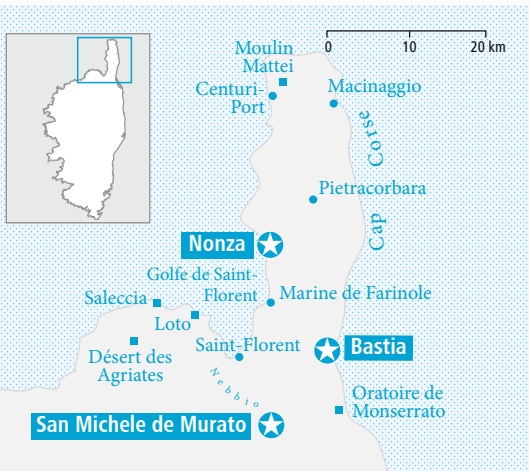 0 10 20 km
Moulin
Mattei
Centuri-
Port
Macinaggio
Cap Corse
Pietracorbara
Nonza
Golfe de Saint-
Florent
Saleccia
Marine de Farinole
Loto
Saint-Florent
Bastia
Désert des
Agriates
Nebbio
Oratoire de
Monserrato
San Michele de Murato